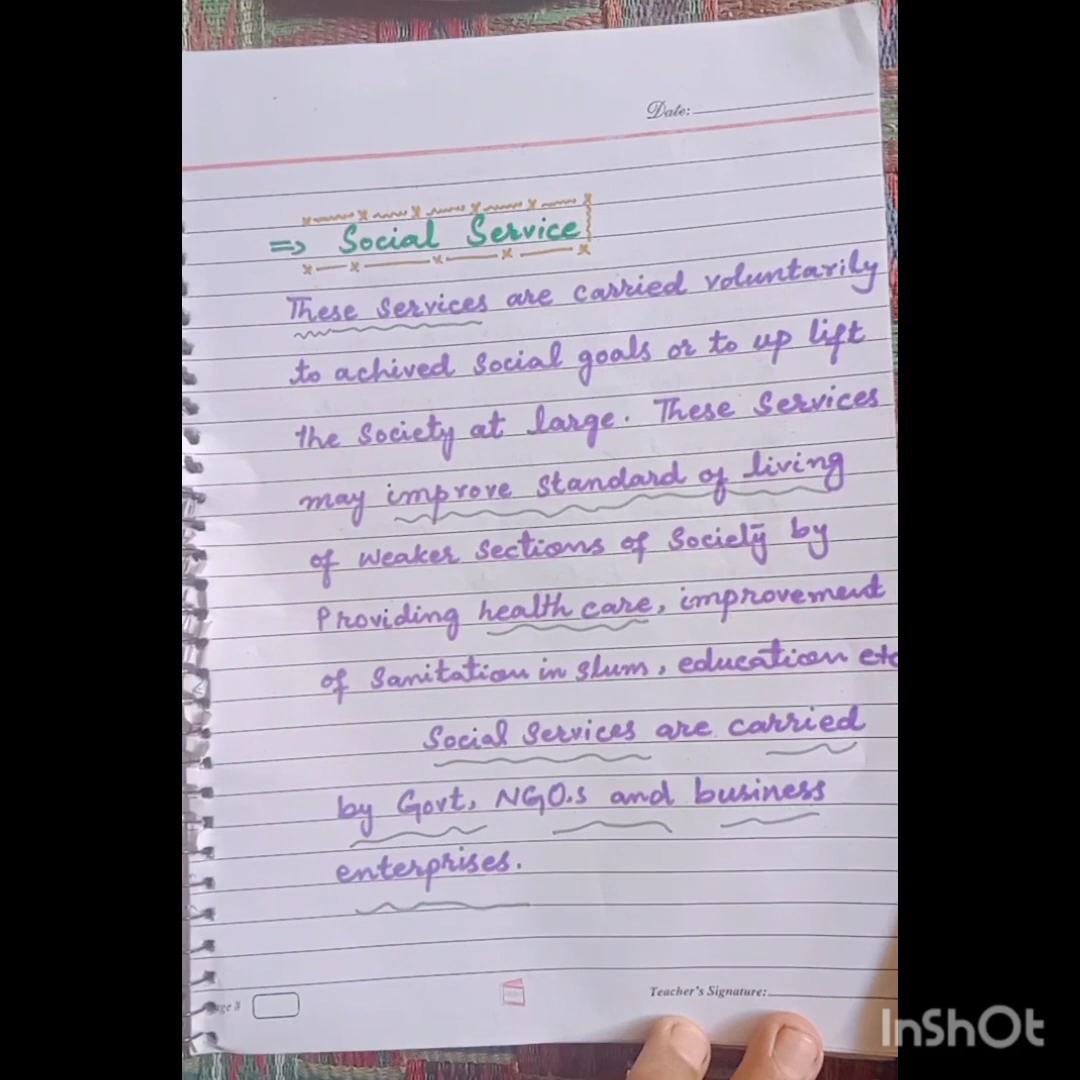 Date:
=> Social Service
These Services are carried voluntarily
to achived Social goals or to up lift
the Society at large. These Services
may improve standard of living
of weaker sections of Society by
Providing health care, improvement
of Sanitation in Slum, education etc
Social Services are carried
by Govt, NGO.s and business
enterprises.
Teacher's Signature:
InShOt